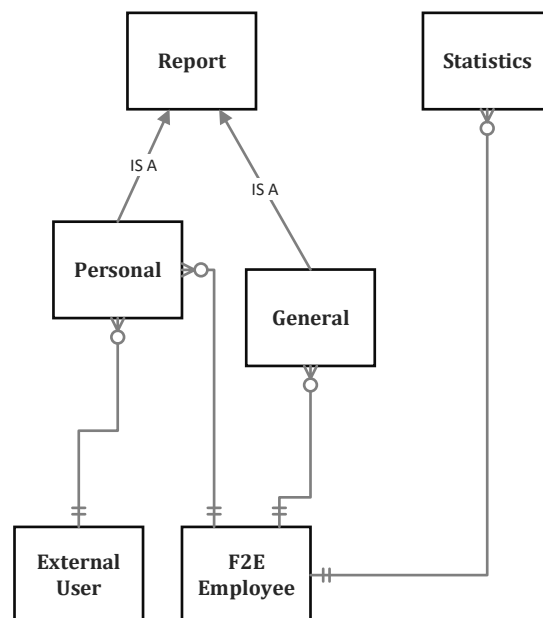 Report
Statistics
IS A
IS A
Personal
General
External
User
F2E
Employee